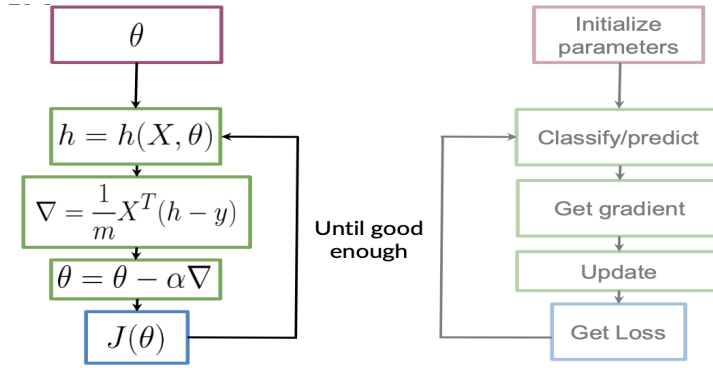 θ
h = h(X, θ)
∇ = 1/m X^T(h − y)
θ = θ − α∇
J(θ)
Until good
enough
Initialize
parameters
Classify/predict
Get gradient
Update
Get Loss